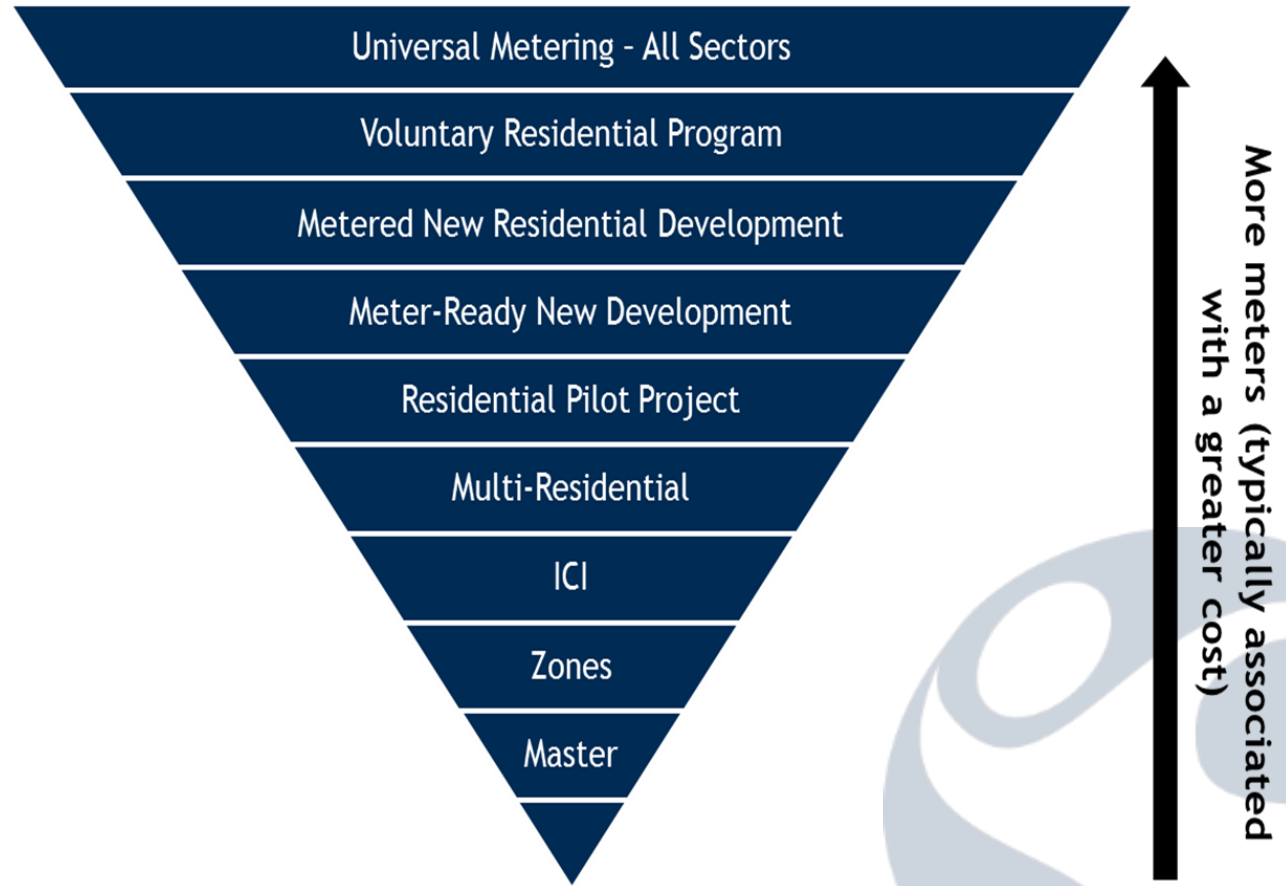 Universal Metering – All Sectors
Voluntary Residential Program
Metered New Residential Development
Meter-Ready New Development
Residential Pilot Project
Multi-Residential
ICI
Zones
Master
More meters (typically associated
with a greater cost)